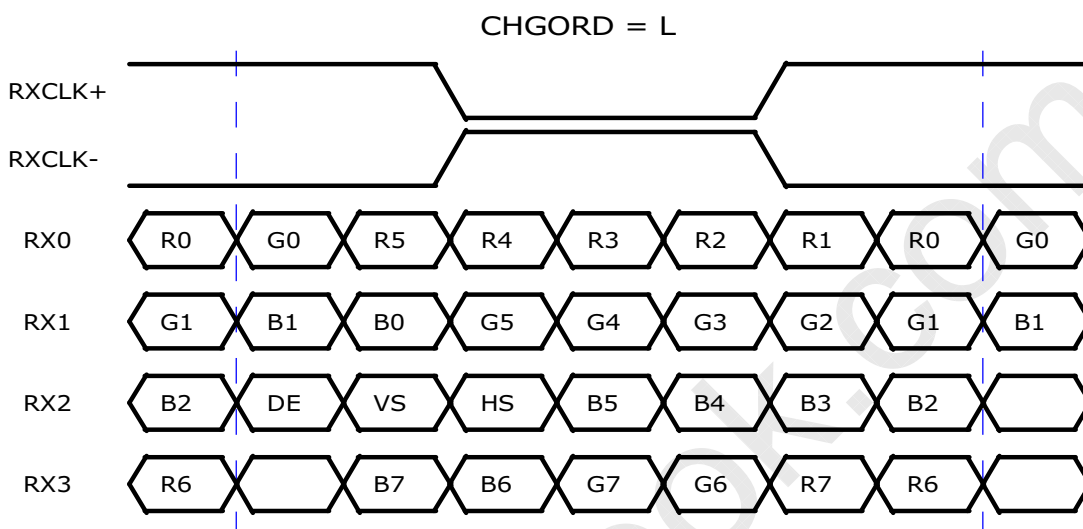 CHGORD = L
RXCLK+
RXCLK-
RX0 R0 G0 R5 R4 R3 R2 R1 R0 G0
RX1 G1 B1 B0 G5 G4 G3 G2 G1 B1
RX2 B2 DE VS HS B5 B4 B3 B2
RX3 R6 B7 B6 G7 G6 R7 R6
ok.com